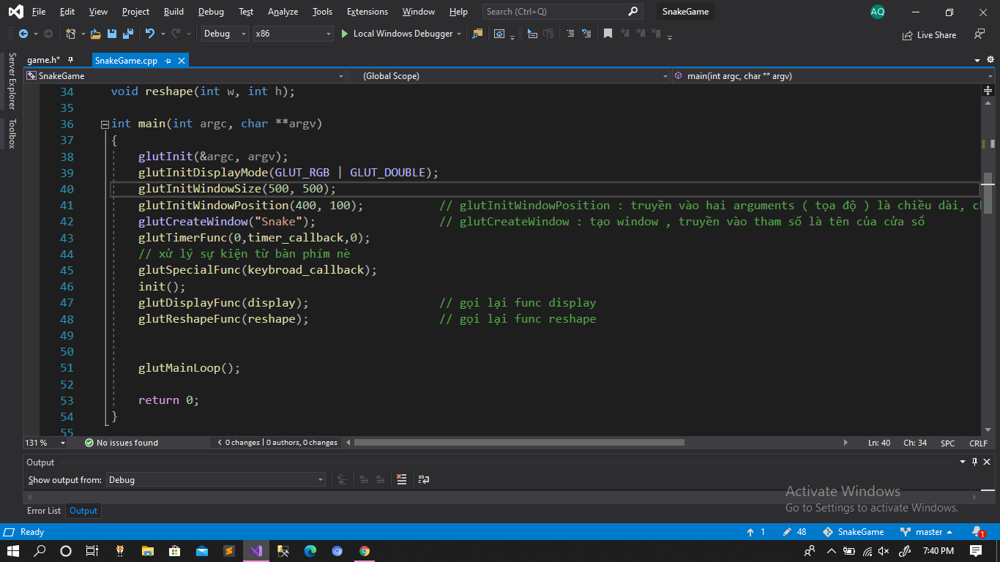 File Edit View Project Build Debug Test Analyze Tools Extensions Window Help Search (Ctrl+Q) SnakeGame AQ
Debug x86 Local Windows Debugger Live Share
game.h* SnakeGame.cpp
SnakeGame (Global Scope) main(int argc, char ** argv)
Server Explorer
Toolbox
34 void reshape(int w, int h);
35
36 int main(int argc, char **argv)
37 {
38 glutInit(&argc, argv);
39 glutInitDisplayMode(GLUT_RGB | GLUT_DOUBLE);
40 glutInitWindowSize(500, 500);
41 glutInitWindowPosition(400, 100); // glutInitWindowPosition : truyền vào hai arguments ( tọa độ ) là chiều dài,
42 glutCreateWindow("Snake"); // glutCreateWindow : tạo window , truyền vào tham số là tên của cửa sổ
43 glutTimerFunc(0,timer_callback,0);
44 // xử lý sự kiện từ bàn phím nè
45 glutSpecialFunc(keybroad_callback);
46 init();
47 glutDisplayFunc(display); // gọi lại func display
48 glutReshapeFunc(reshape); // gọi lại func reshape
49
50
51 glutMainLoop();
52
53 return 0;
54 }
55
131 % No issues found 0 changes | 0 authors, 0 changes Ln: 40 Ch: 34 SPC CRLF
Output
Show output from: Debug
Activate Windows
Go to Settings to activate Windows.
Error List Output
Ready 1 48 SnakeGame master 1
7:40 PM